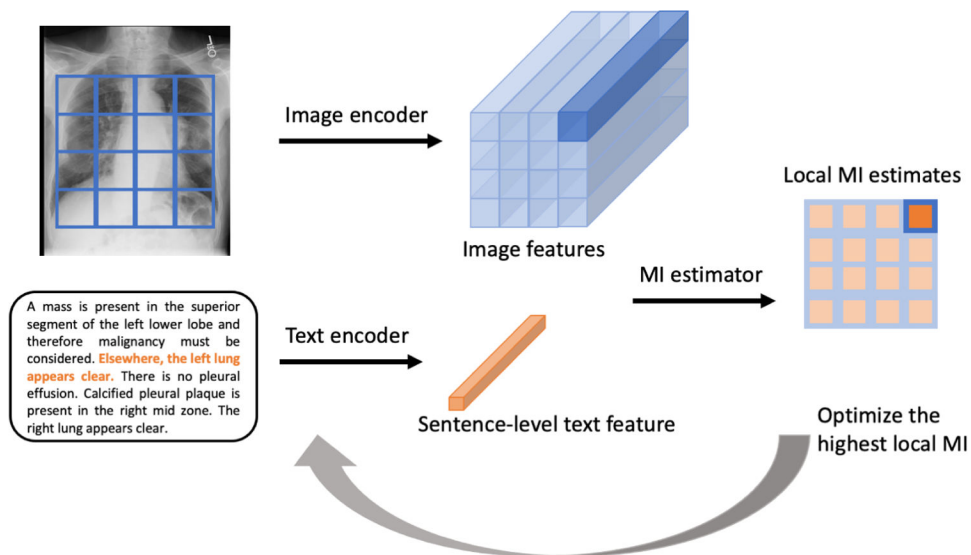 Image encoder
Image features
Local MI estimates
MI estimator
A mass is present in the superior
segment of the left lower lobe and
therefore malignancy must be
considered. Elsewhere, the left lung
appears clear. There is no pleural
effusion. Calcified pleural plaque is
present in the right mid zone. The
right lung appears clear.
Text encoder
Sentence-level text feature
Optimize the
highest local MI